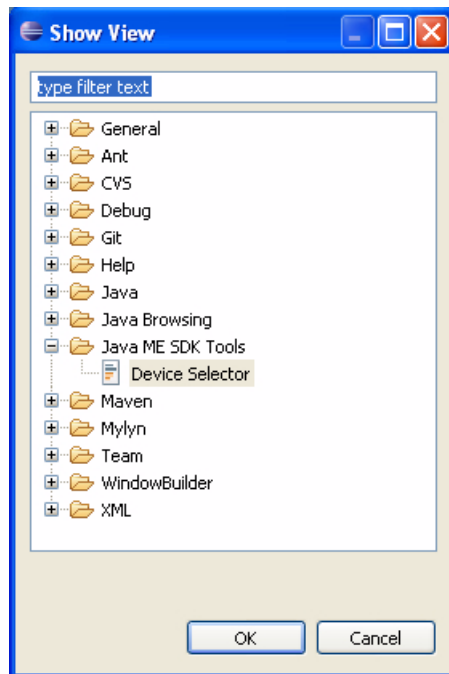 Show View
type filter text
General
Ant
CVS
Debug
Git
Help
Java
Java Browsing
Java ME SDK Tools
Device Selector
Maven
Mylyn
Team
WindowBuilder
XML
OK Cancel